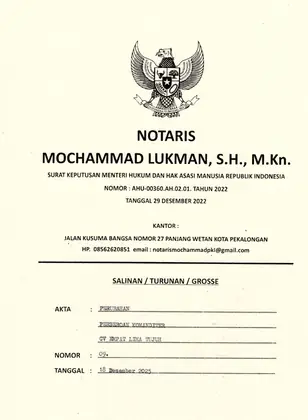 NOTARIS
MOCHAMMAD LUKMAN, S.H., M.Kn.
SURAT KEPUTUSAN MENTERI HUKUM DAN HAK ASASI MANUSIA REPUBLIK INDONESIA
NOMOR : AHU-00360.AH.02.01. TAHUN 2022
TANGGAL 29 DESEMBER 2022
KANTOR :
JALAN KUSUMA BANGSA NOMOR 27 PANJANG WETAN KOTA PEKALONGAN
HP. 08562620851 email : notarismochammadpkl@gmail.com
SALINAN / TURUNAN / GROSSE
AKTA : PERUBAHAN
PERSEROAN KOMANDITER
CV EMPAT LIMA TUJUH
NOMOR : 05.
TANGGAL : 18 Desember 2025